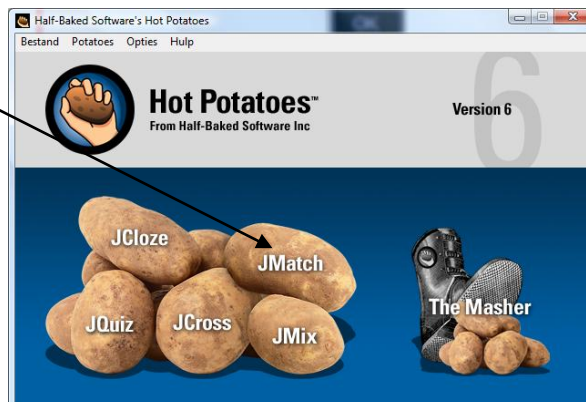 Half-Baked Software's Hot Potatoes
Bestand Potatoes Opties Hulp
Hot Potatoes™
From Half-Baked Software Inc
Version 6
6
JCloze
JMatch
JQuiz
JCross
JMix
The Masher